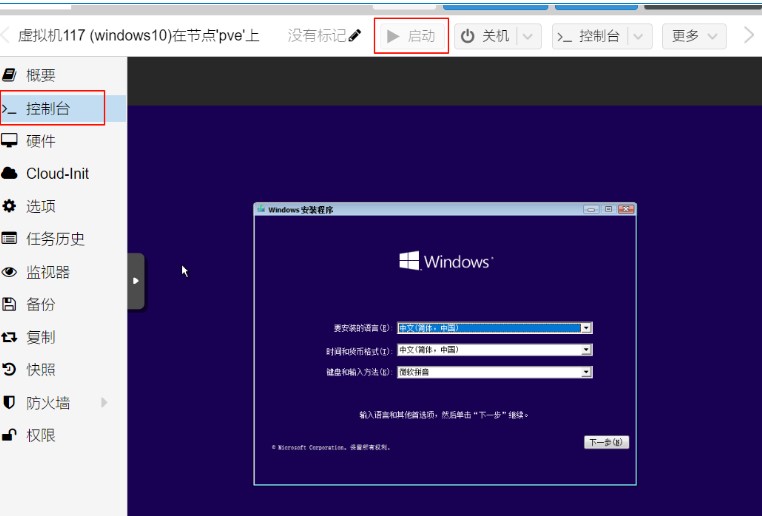 虚拟机117 (windows10)在节点'pve'上 没有标记 启动 关机 >_ 控制台 更多
概要
>_ 控制台
硬件
Cloud-Init
选项
任务历史
监视器
备份
复制
快照
防火墙
权限
Windows 安装程序
Windows
要安装的语言(E): 中文(简体，中国)
时间和货币格式(T): 中文(简体，中国)
键盘和输入方法(K): 微软拼音
输入语言和其他首选项，然后单击“下一步”继续。
© Microsoft Corporation。保留所有权利。
下一步(N)